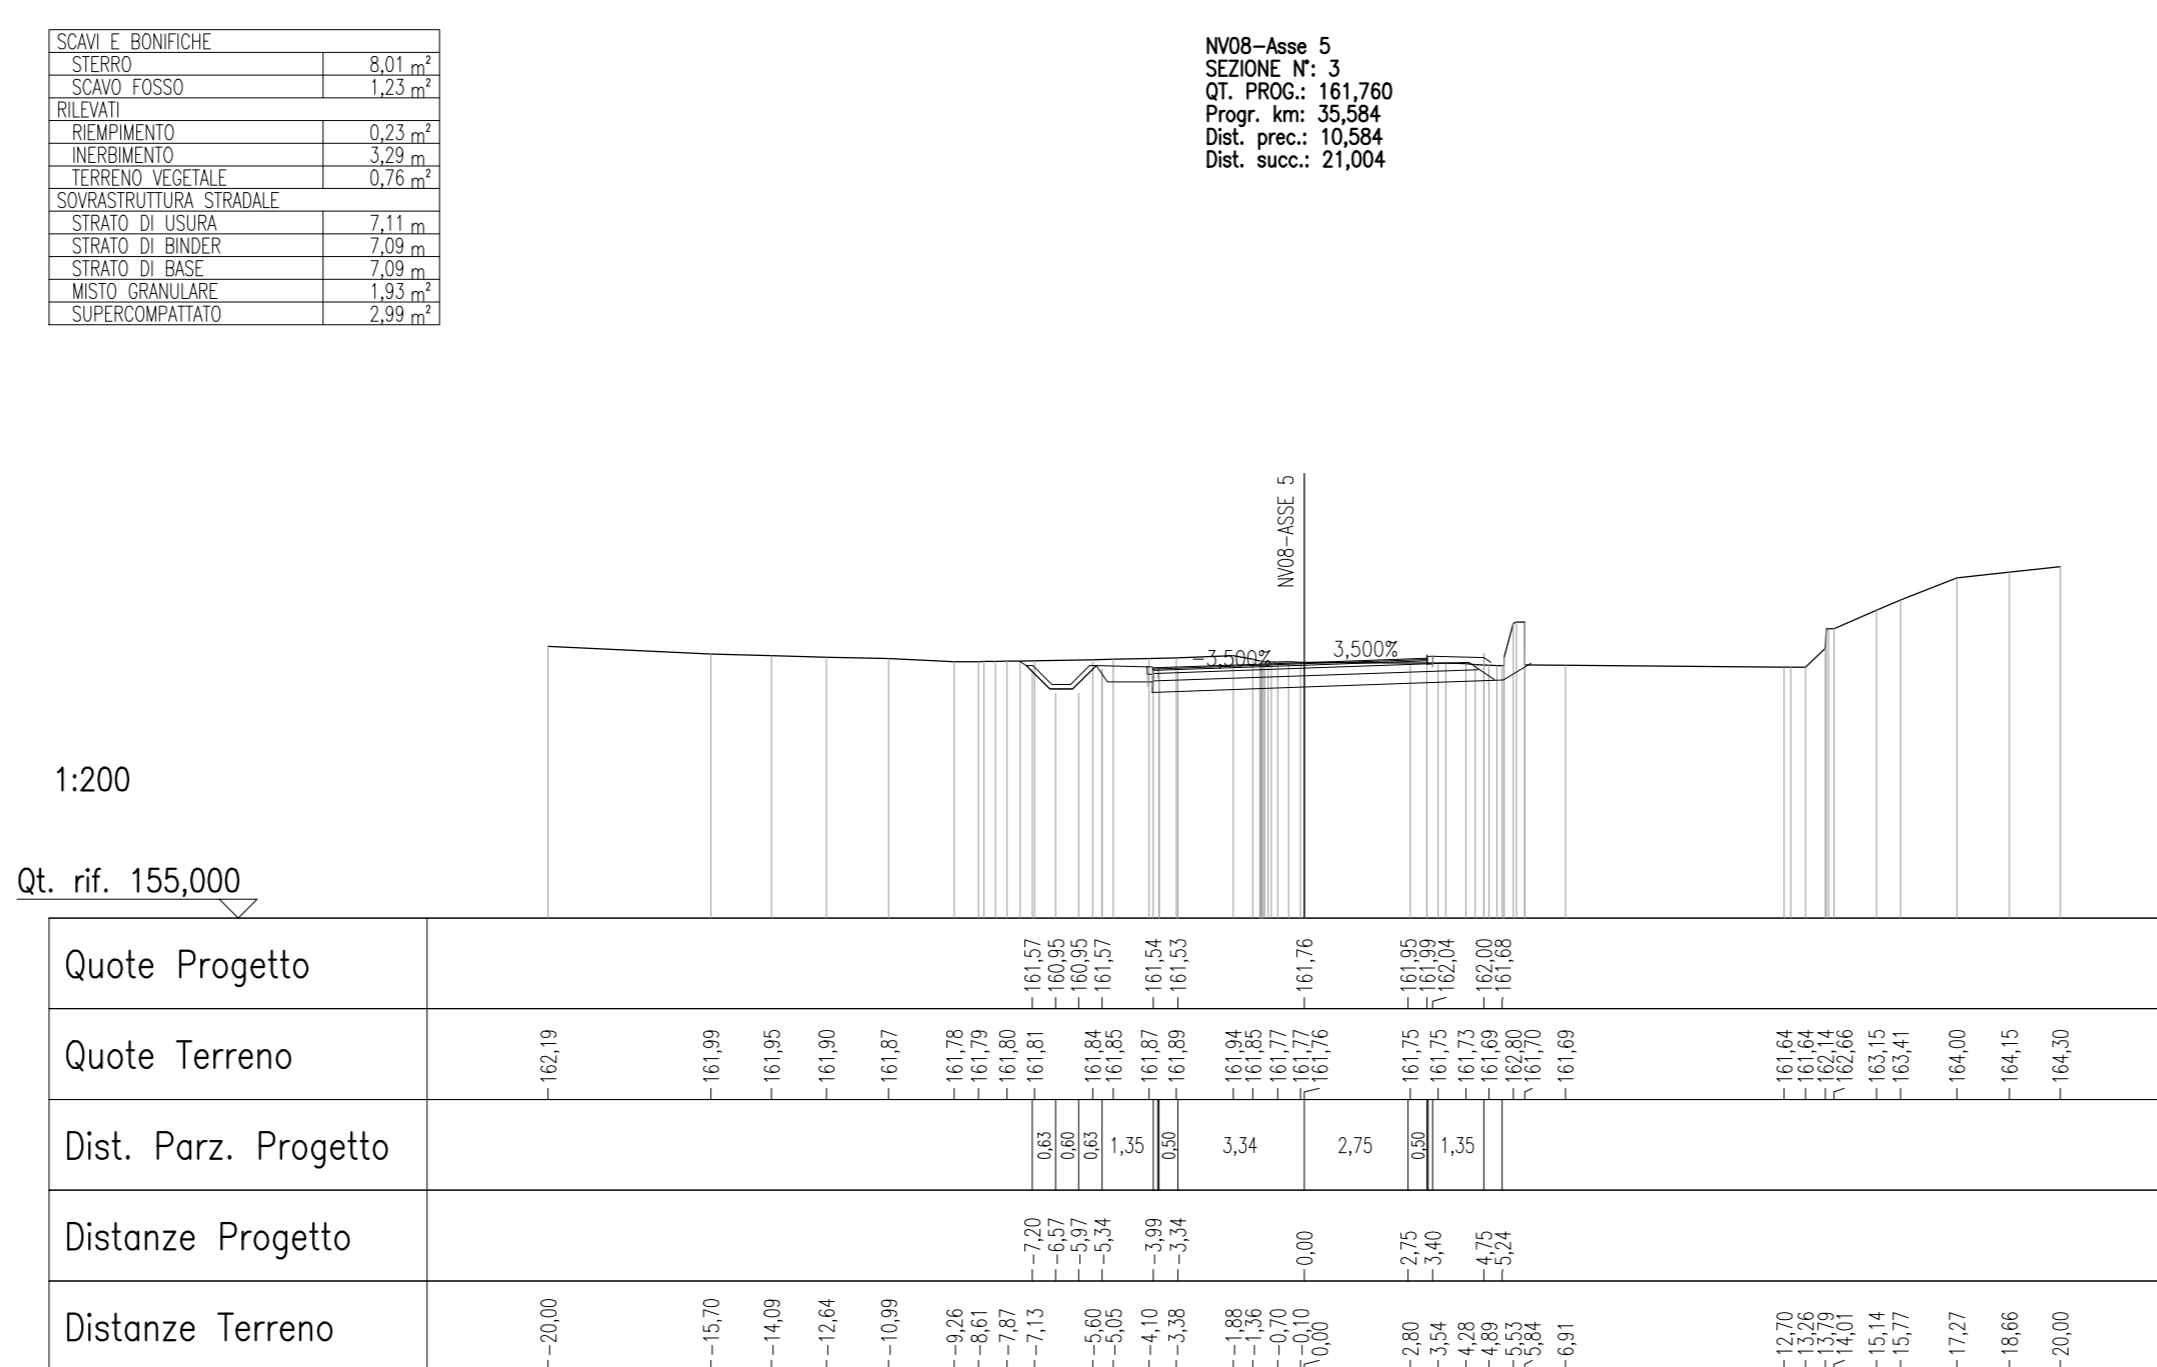 SCAVI E BONIFICHE
STERRO 8,01 m²
SCAVO FOSSO 1,23 m²
RILEVATI
RIEMPIMENTO 0,23 m²
INERBIMENTO 3,29 m
TERRENO VEGETALE 0,76 m²
SOVRASTRUTTURA STRADALE
STRATO DI USURA 7,11 m
STRATO DI BINDER 7,09 m
STRATO DI BASE 7,09 m
MISTO GRANULARE 1,93 m²
SUPERCOMPATTATO 2,99 m²
NV08-Asse 5
SEZIONE N°: 3
QT. PROG.: 161,760
Progr. km: 35,584
Dist. prec.: 10,584
Dist. succ.: 21,004
NV08-ASSE 5
-3,500% 3,500%
1:200
Qt. rif. 155,000
Quote Progetto 161,57 160,95 160,95 161,57 161,54 161,53 161,76 161,95 161,99 162,04 162,00 161,68
Quote Terreno 162,19 161,99 161,95 161,90 161,87 161,78 161,79 161,80 161,81 161,84 161,85 161,87 161,89 161,94 161,85 161,77 161,77 161,76 161,75 161,75 161,73 161,69 162,80 161,70 161,69 161,64 161,64 162,14 162,66 163,15 163,41 164,00 164,15 164,30
Dist. Parz. Progetto 0,63 0,60 0,63 1,35 0,50 3,34 2,75 0,50 1,35
Distanze Progetto -7,20 -6,57 -5,97 -5,34 -3,99 -3,34 0,00 2,75 3,40 4,75 5,24
Distanze Terreno -20,00 -15,70 -14,09 -12,64 -10,99 -9,26 -8,61 -7,87 -7,13 -5,60 -5,05 -4,10 -3,38 -1,88 -1,36 -0,70 -0,10 0,00 2,80 3,54 4,28 4,89 5,53 5,84 6,91 12,70 13,26 13,79 14,01 15,14 15,77 17,27 18,66 20,00